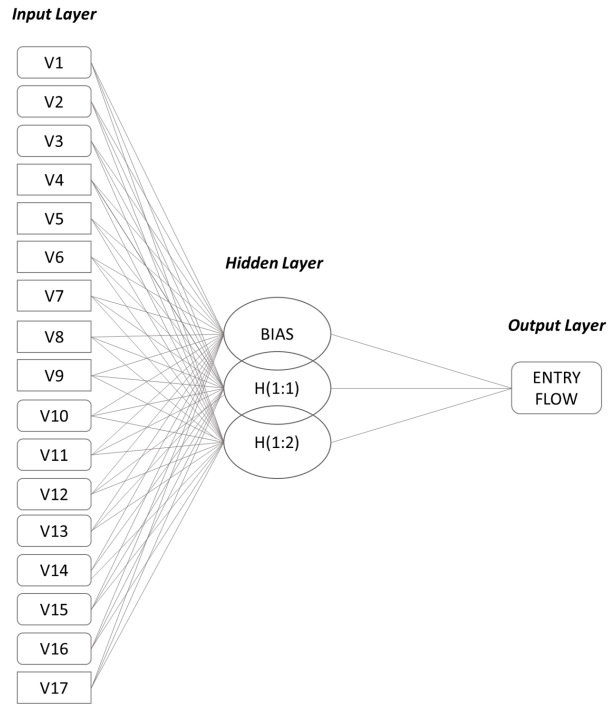 Input Layer
V1
V2
V3
V4
V5
V6
V7
V8
V9
V10
V11
V12
V13
V14
V15
V16
V17
Hidden Layer
BIAS
H(1:1)
H(1:2)
Output Layer
ENTRY
FLOW